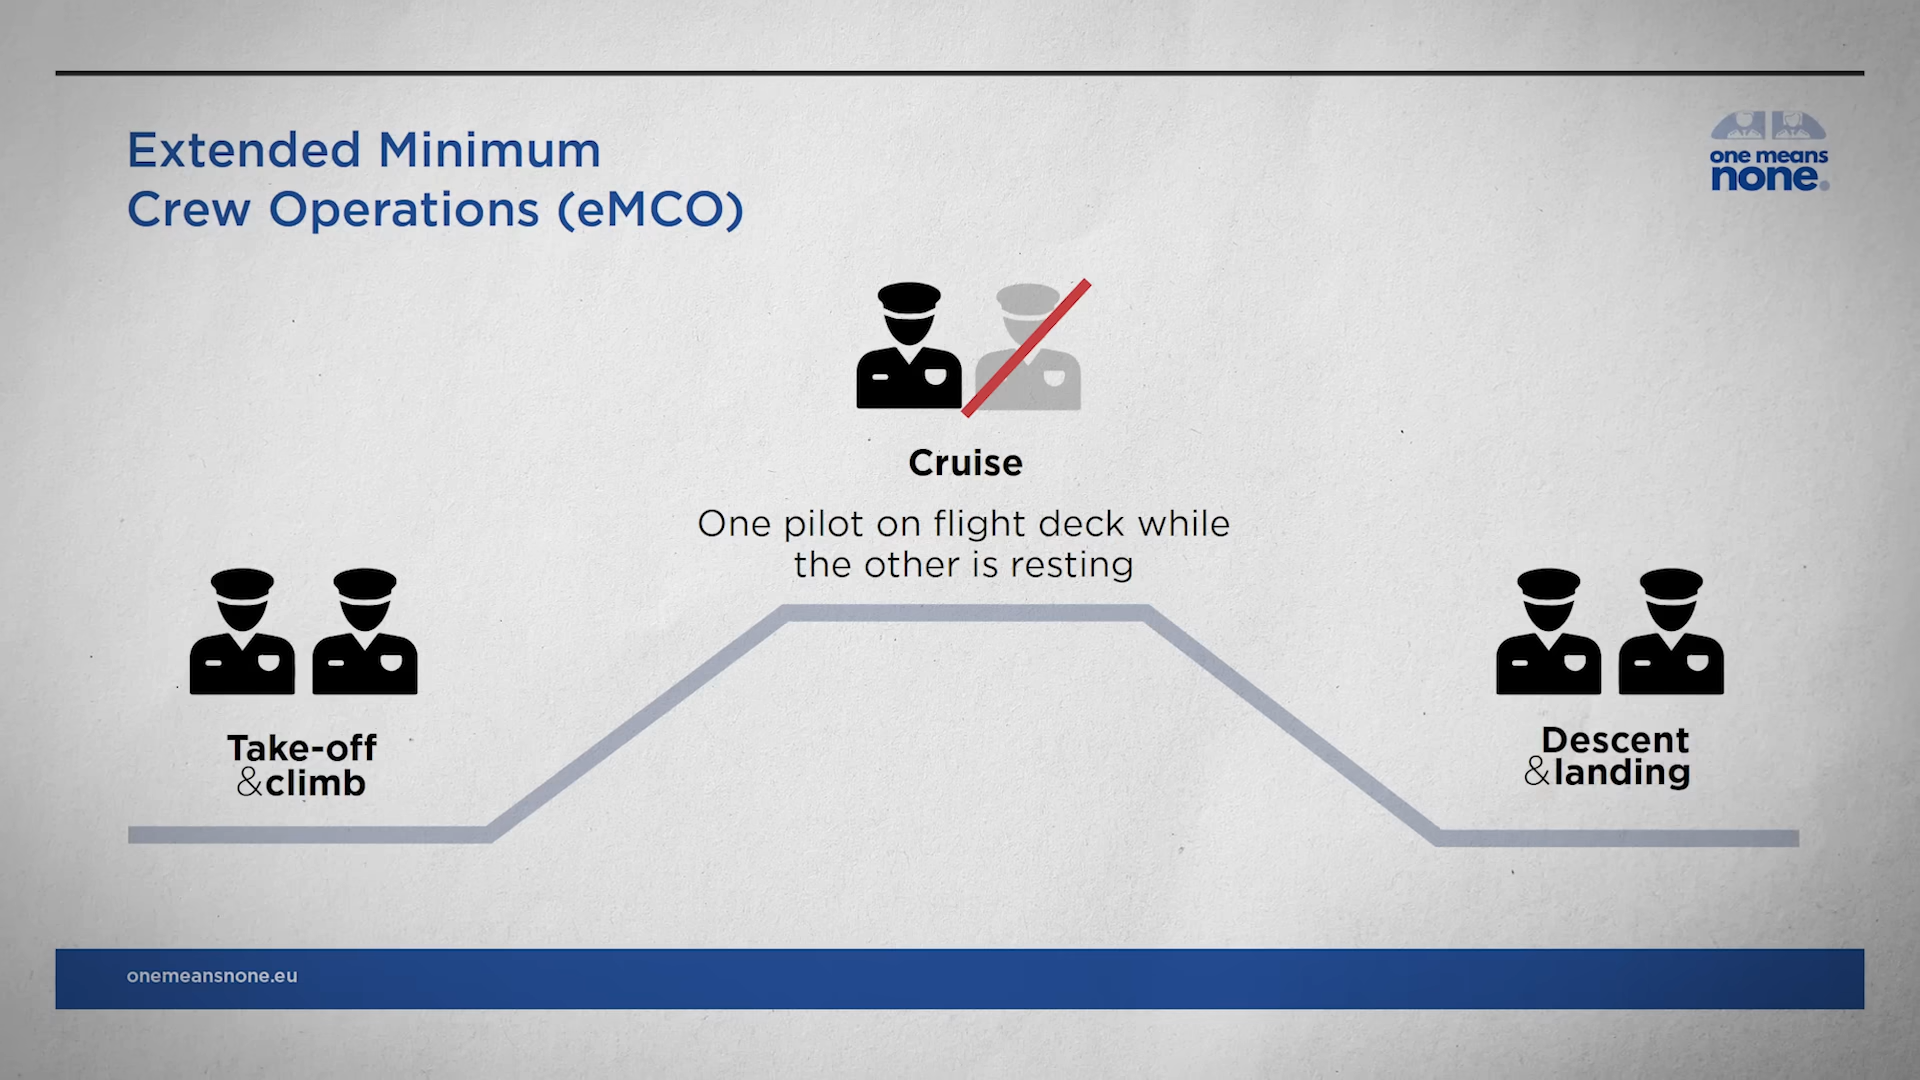 Extended Minimum
Crew Operations (eMCO)
one means
none.
Cruise
One pilot on flight deck while
the other is resting
Take-off
&climb
Descent
&landing
onemeansnone.eu